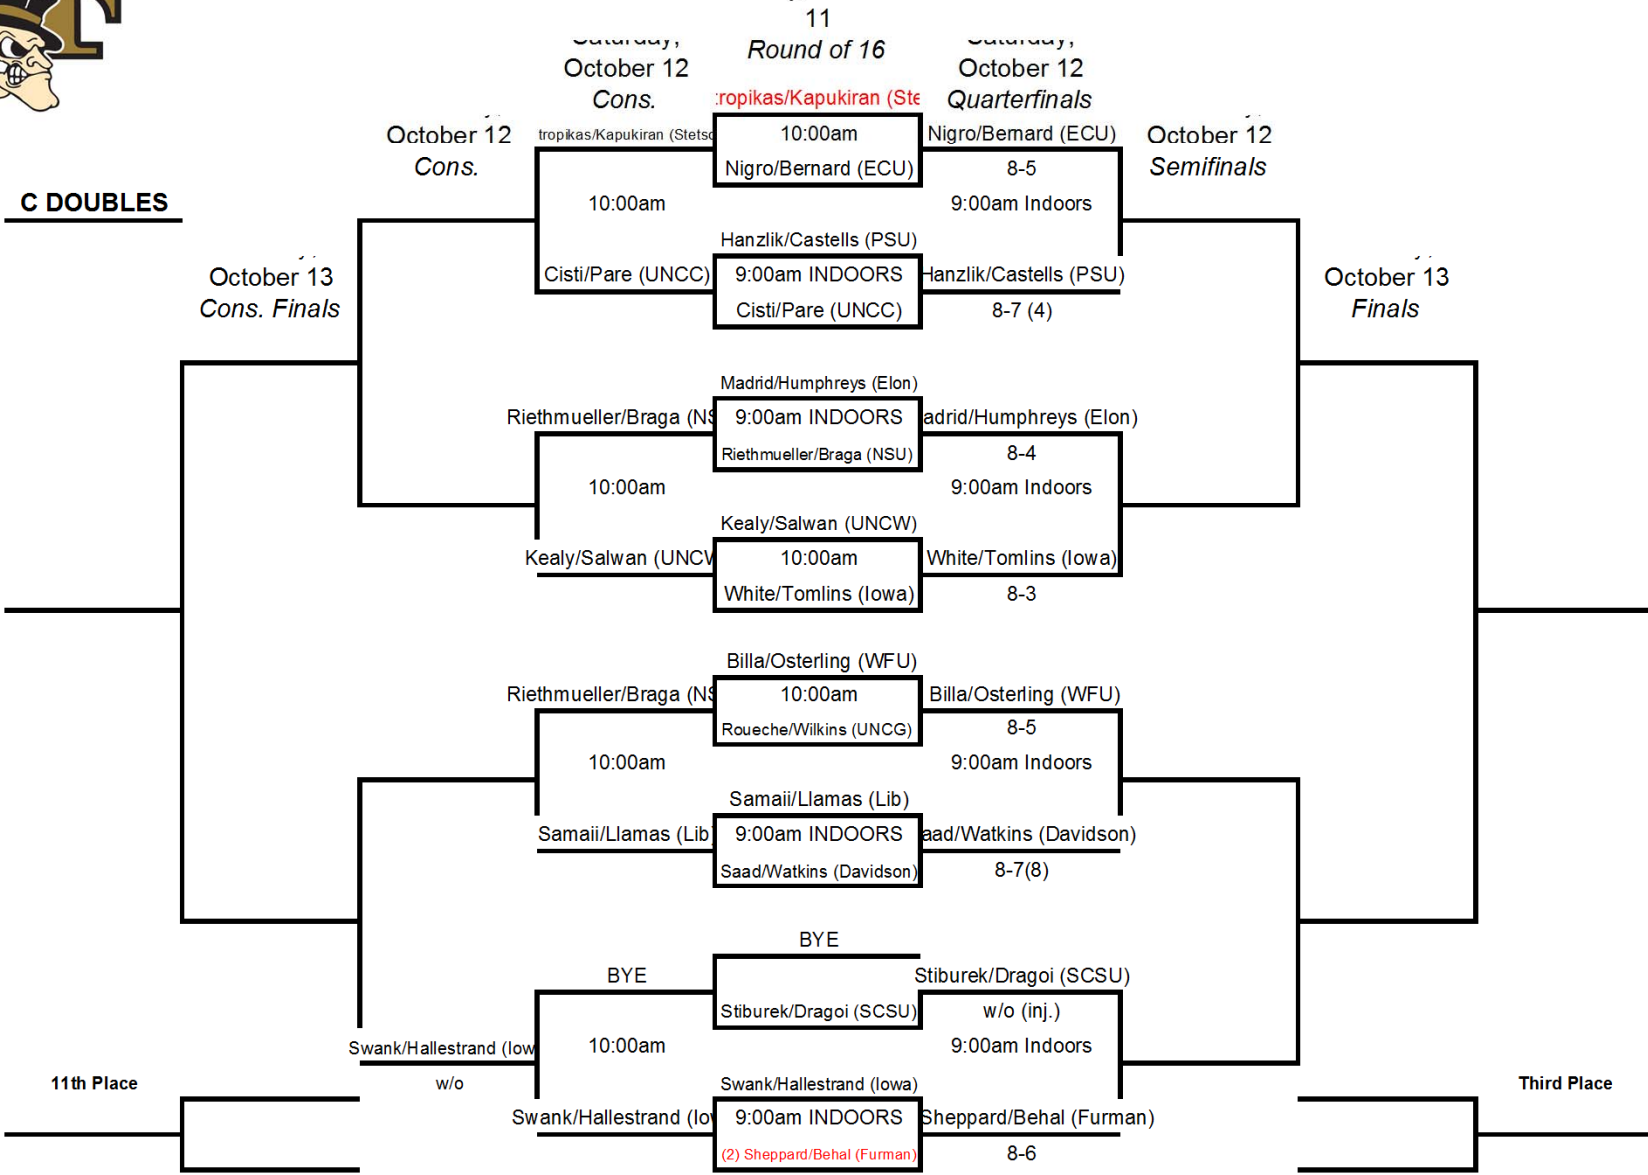 11
Round of 16
October 12
Cons.
October 12
Quarterfinals
October 12
Cons.
October 12
Semifinals
C DOUBLES
October 13
Cons. Finals
October 13
Finals
tropikas/Kapukiran (Stetso
10:00am
Cisti/Pare (UNCC)
Riethmueller/Braga (NS
10:00am
Kealy/Salwan (UNCW
Riethmueller/Braga (NS
10:00am
Samaii/Llamas (Lib)
BYE
10:00am
Swank/Hallestrand (Iow
Swank/Hallestrand (Iow
w/o
11th Place
tropikas/Kapukiran (Ste
10:00am
Nigro/Bernard (ECU)
Hanzlik/Castells (PSU)
9:00am INDOORS
Cisti/Pare (UNCC)
Madrid/Humphreys (Elon)
9:00am INDOORS
Riethmueller/Braga (NSU)
Kealy/Salwan (UNCW)
10:00am
White/Tomlins (Iowa)
Billa/Osterling (WFU)
10:00am
Roueche/Wilkins (UNCG)
Samaii/Llamas (Lib)
9:00am INDOORS
Saad/Watkins (Davidson)
BYE
Stiburek/Dragoi (SCSU)
Swank/Hallestrand (Iowa)
9:00am INDOORS
(2) Sheppard/Behal (Furman)
Nigro/Bernard (ECU)
8-5
9:00am Indoors
Hanzlik/Castells (PSU)
8-7 (4)
adrid/Humphreys (Elon)
8-4
9:00am Indoors
White/Tomlins (Iowa)
8-3
Billa/Osterling (WFU)
8-5
9:00am Indoors
aad/Watkins (Davidson)
8-7(8)
Stiburek/Dragoi (SCSU)
w/o (inj.)
9:00am Indoors
Sheppard/Behal (Furman)
8-6
Third Place